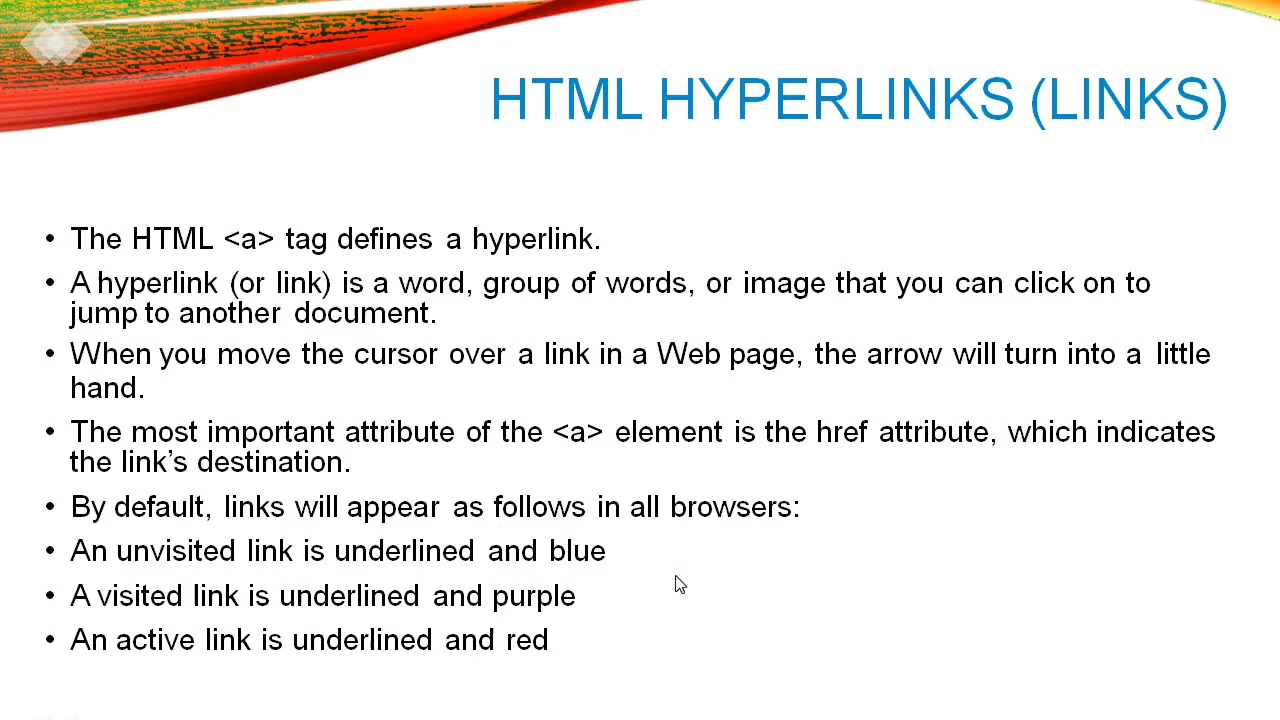 HTML HYPERLINKS (LINKS)
• The HTML <a> tag defines a hyperlink.
• A hyperlink (or link) is a word, group of words, or image that you can click on to
jump to another document.
• When you move the cursor over a link in a Web page, the arrow will turn into a little
hand.
• The most important attribute of the <a> element is the href attribute, which indicates
the link’s destination.
• By default, links will appear as follows in all browsers:
• An unvisited link is underlined and blue
• A visited link is underlined and purple
• An active link is underlined and red